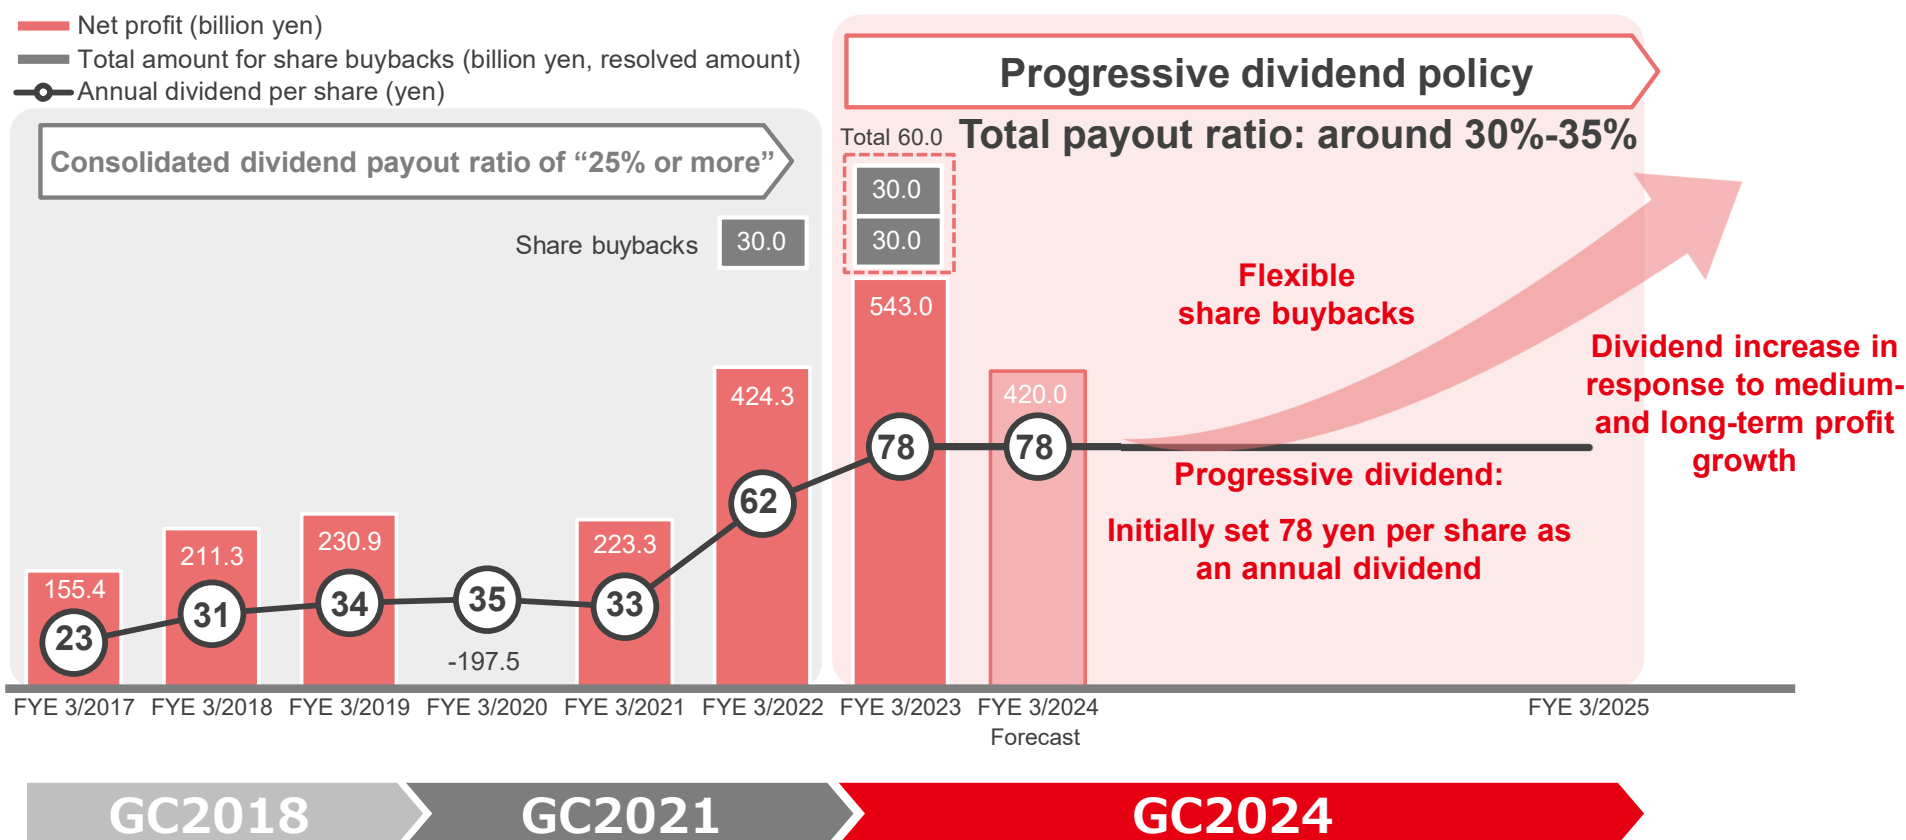 Net profit (billion yen)
Total amount for share buybacks (billion yen, resolved amount)
Annual dividend per share (yen)
Consolidated dividend payout ratio of “25% or more”
Progressive dividend policy
Total payout ratio: around 30%-35%
Total 60.0
30.0
30.0
Share buybacks
30.0
543.0
424.3
420.0
155.4
211.3
230.9
-197.5
223.3
23
31
34
35
33
62
78
78
Flexible
share buybacks
Dividend increase in
response to medium-
and long-term profit
growth
Progressive dividend:
Initially set 78 yen per share as
an annual dividend
FYE 3/2017
FYE 3/2018
FYE 3/2019
FYE 3/2020
FYE 3/2021
FYE 3/2022
FYE 3/2023
FYE 3/2024
Forecast
FYE 3/2025
GC2018
GC2021
GC2024